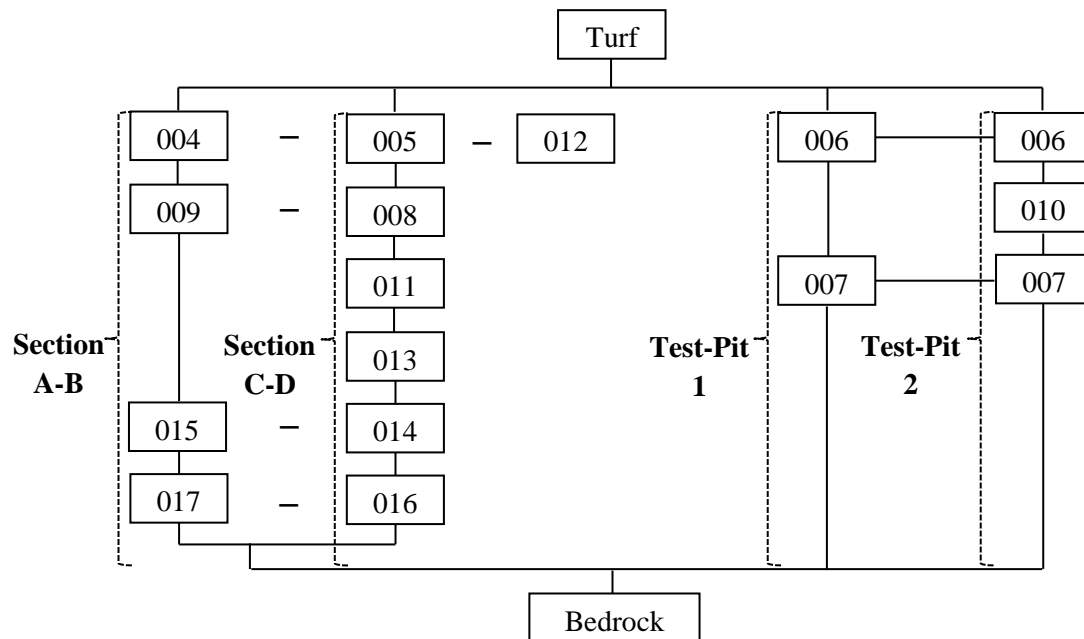 Turf
004 – 005 – 012 006 006
009 – 008 010
011 007 007
Section A-B
Section C-D
013
Test-Pit 1
Test-Pit 2
015 – 014
017 – 016
Bedrock